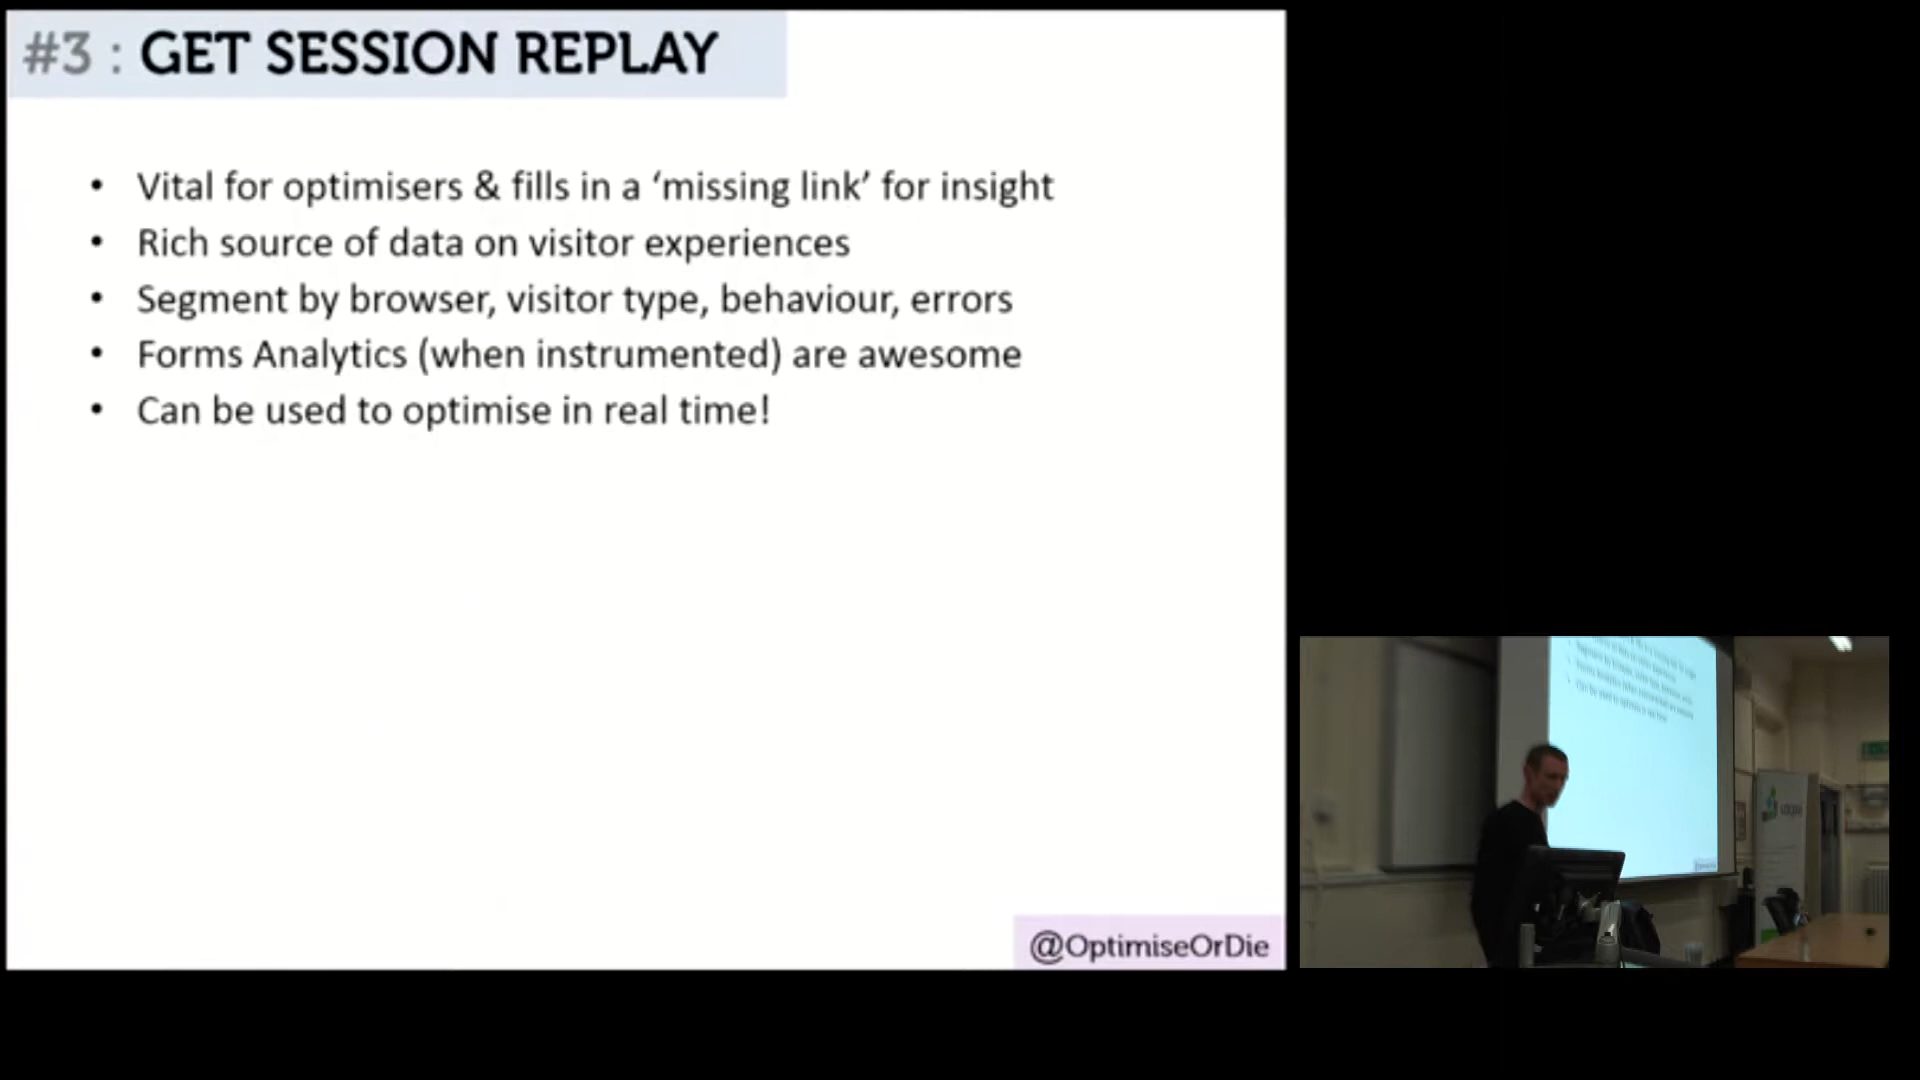 #3 : GET SESSION REPLAY
• Vital for optimisers & fills in a ‘missing link’ for insight
• Rich source of data on visitor experiences
• Segment by browser, visitor type, behaviour, errors
• Forms Analytics (when instrumented) are awesome
• Can be used to optimise in real time!
@OptimiseOrDie